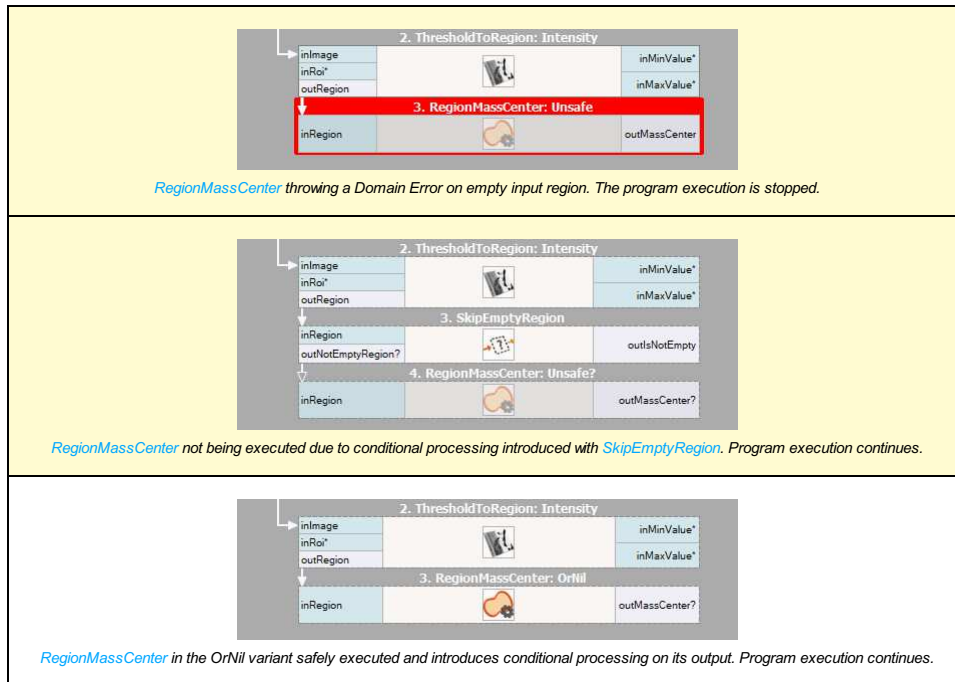 2. ThresholdToRegion: Intensity
inImage
inRoi*
outRegion
inMinValue*
inMaxValue*
3. RegionMassCenter: Unsafe
inRegion
outMassCenter
RegionMassCenter throwing a Domain Error on empty input region. The program execution is stopped.
2. ThresholdToRegion: Intensity
inImage
inRoi*
outRegion
inMinValue*
inMaxValue*
3. SkipEmptyRegion
inRegion
outNotEmptyRegion?
outIsNotEmpty
4. RegionMassCenter: Unsafe?
inRegion
outMassCenter?
RegionMassCenter not being executed due to conditional processing introduced with SkipEmptyRegion. Program execution continues.
2. ThresholdToRegion: Intensity
inImage
inRoi*
outRegion
inMinValue*
inMaxValue*
3. RegionMassCenter: OrNil
inRegion
outMassCenter?
RegionMassCenter in the OrNil variant safely executed and introduces conditional processing on its output. Program execution continues.